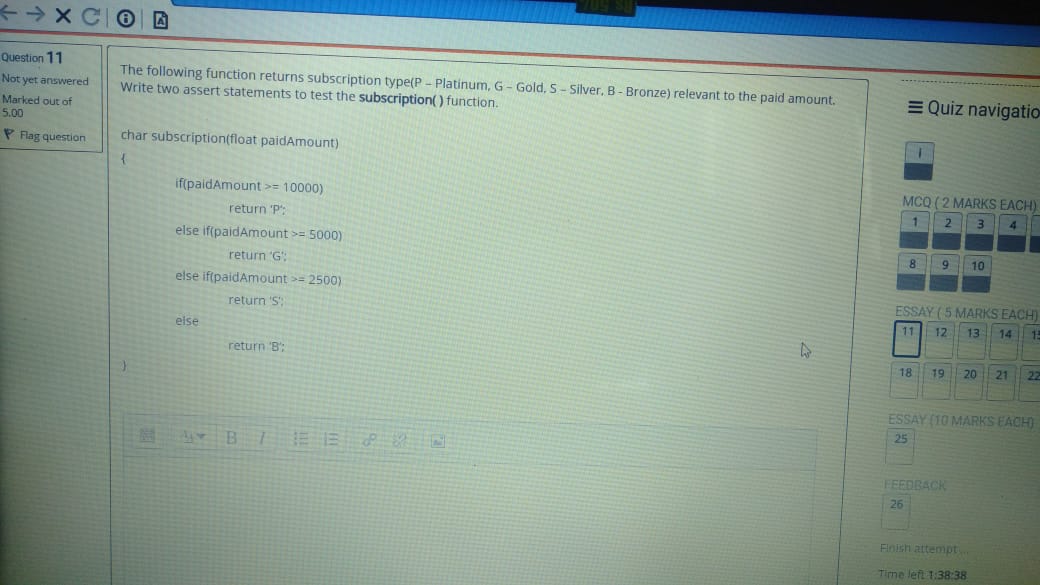 Question 11
Not yet answered
Marked out of
5.00
Flag question
The following function returns subscription type(P – Platinum, G – Gold, S – Silver, B - Bronze) relevant to the paid amount.
Write two assert statements to test the subscription( ) function.
char subscription(float paidAmount)
{
if(paidAmount >= 10000)
return 'P';
else if(paidAmount >= 5000)
return 'G';
else if(paidAmount >= 2500)
return 'S';
else
return 'B';
}
B I
Quiz navigatio
i
MCQ ( 2 MARKS EACH)
1 2 3 4
8 9 10
ESSAY ( 5 MARKS EACH)
11 12 13 14 15
18 19 20 21 22
ESSAY (10 MARKS EACH)
25
FEEDBACK
26
Finish attempt ...
Time left 1:38:38